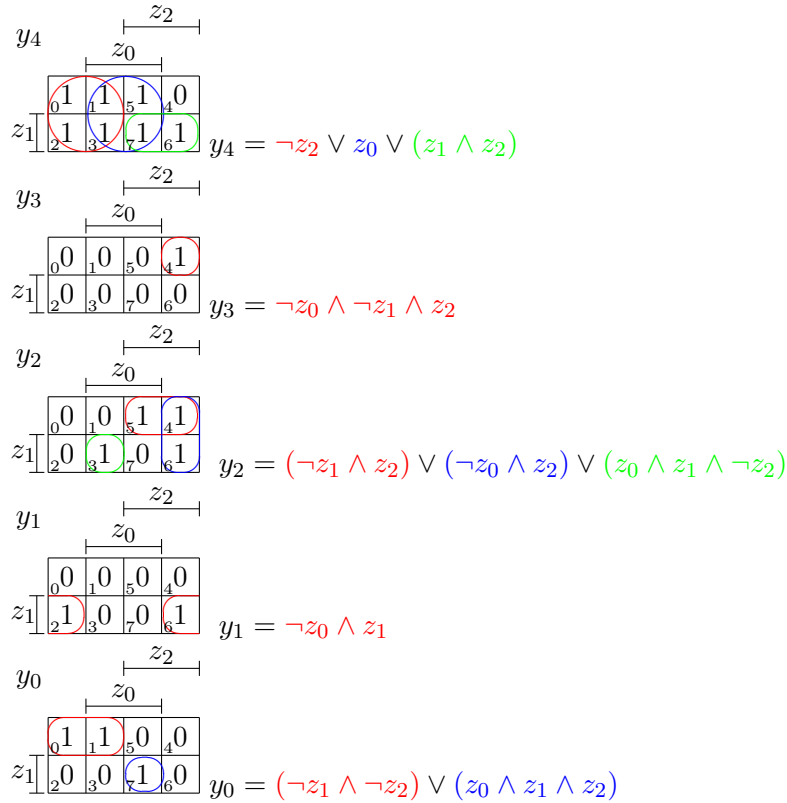 z₂
y₄
z₀
0 1 1 1 5 1 4 0
z₁ 2 1 3 1 7 1 6 1 y₄ = ¬z₂ ∨ z₀ ∨ (z₁ ∧ z₂)
z₂
y₃
z₀
0 0 1 0 5 0 4 1
z₁ 2 0 3 0 7 0 6 0 y₃ = ¬z₀ ∧ ¬z₁ ∧ z₂
z₂
y₂
z₀
0 0 1 0 5 1 4 1
z₁ 2 0 3 1 7 0 6 1 y₂ = (¬z₁ ∧ z₂) ∨ (¬z₀ ∧ z₂) ∨ (z₀ ∧ z₁ ∧ ¬z₂)
z₂
y₁
z₀
0 0 1 0 5 0 4 0
z₁ 2 1 3 0 7 0 6 1 y₁ = ¬z₀ ∧ z₁
z₂
y₀
z₀
0 1 1 1 5 0 4 0
z₁ 2 0 3 0 7 1 6 0 y₀ = (¬z₁ ∧ ¬z₂) ∨ (z₀ ∧ z₁ ∧ z₂)